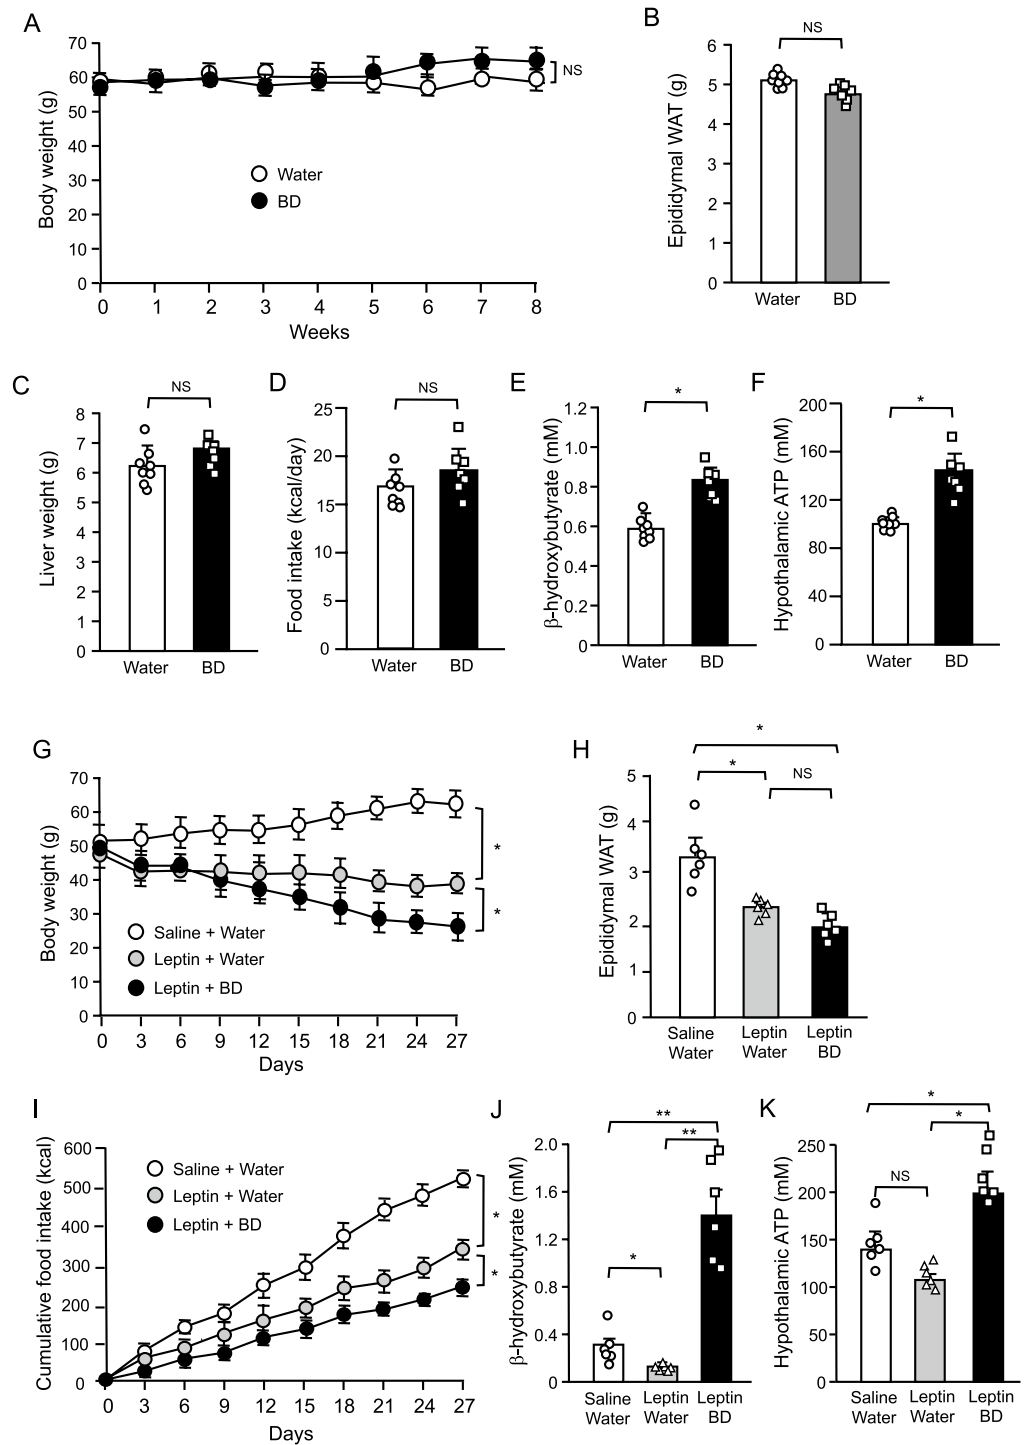 A
Body weight (g)
70
60
50
40
30
20
10
0
NS
Water
BD
0 1 2 3 4 5 6 7 8
Weeks
B
Epididymal WAT (g)
NS
6
5
4
3
2
1
0
Water BD
C
Liver weight (g)
NS
8
7
6
5
4
3
2
1
0
Water BD
D
Food intake (kcal/day)
NS
25
20
15
10
5
0
Water BD
E
β-hydroxybutyrate (mM)
*
1.2
1.0
0.8
0.6
0.4
0.2
0
Water BD
F
Hypothalamic ATP (mM)
*
200
160
120
80
40
0
Water BD
G
Body weight (g)
70
60
50
40
30
20
10
0
*
*
Saline + Water
Leptin + Water
Leptin + BD
0 3 6 9 12 15 18 21 24 27
Days
H
Epididymal WAT (g)
*
*
NS
5
4
3
2
1
0
Saline Leptin Leptin
Water Water BD
I
Cumulative food intake (kcal)
600
500
400
300
200
100
0
Saline + Water
Leptin + Water
Leptin + BD
*
*
0 3 6 9 12 15 18 21 24 27
Days
J
β-hydroxybutyrate (mM)
**
**
*
2.0
1.6
1.2
0.8
0.4
0
Saline Leptin Leptin
Water Water BD
K
Hypothalamic ATP (mM)
*
*
NS
250
200
150
100
50
0
Saline Leptin Leptin
Water Water BD